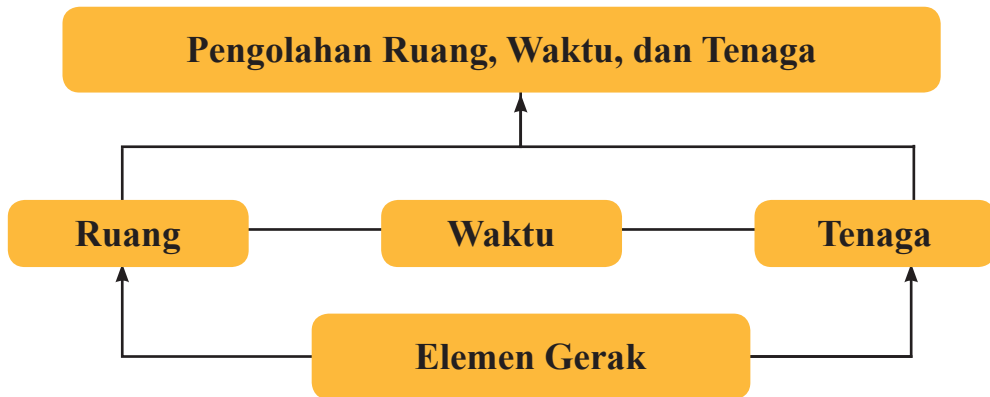 Pengolahan Ruang, Waktu, dan Tenaga
Ruang
Waktu
Tenaga
Elemen Gerak